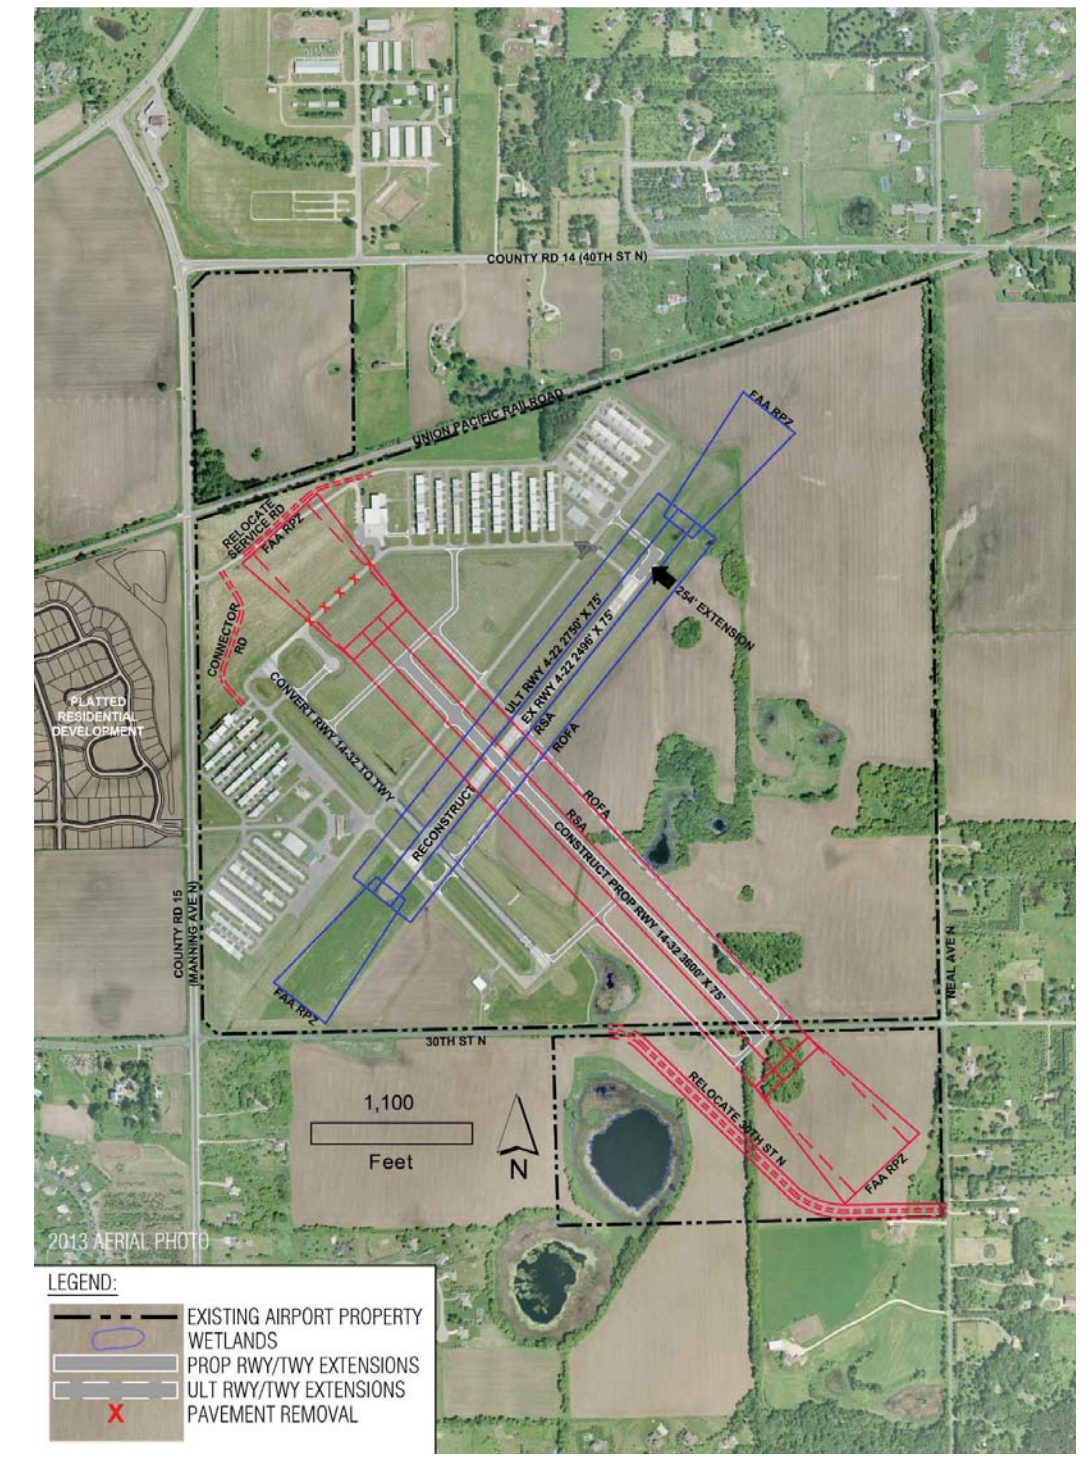 COUNTY RD 14 (40TH ST N)
UNION PACIFIC RAILROAD
FAA RPZ
RELOCATE
SERVICE RD
FAA RPZ
CONNECTOR
RD
254' EXTENSION
ULT RWY 4-22 2750' X 75'
EX RWY 4-22 2496' X 75'
RSA
ROFA
PLATTED
RESIDENTIAL
DEVELOPMENT
CONVERT RWY 14-32 TO TWY
RECONSTRUCT
ROFA
RSA
CONSTRUCT PROP RWY 14-32 3600' X 75'
COUNTY RD 15
(MANNING AVE N)
NEAL AVE N
FAA RPZ
30TH ST N
RELOCATE 30TH ST N
FAA RPZ
1,100
Feet
N
2013 AERIAL PHOTO
LEGEND:
EXISTING AIRPORT PROPERTY
WETLANDS
PROP RWY/TWY EXTENSIONS
ULT RWY/TWY EXTENSIONS
X PAVEMENT REMOVAL